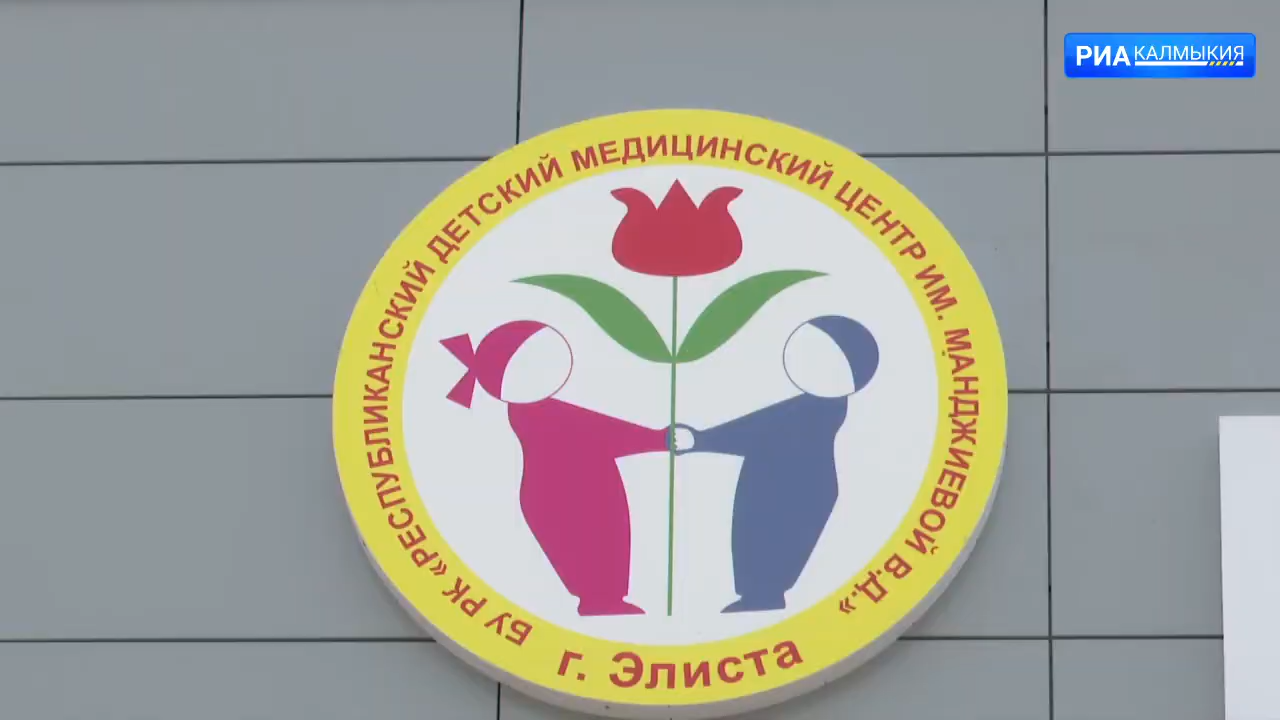 РИА КАЛМЫКИЯ
БУ РК «РЕСПУБЛИКАНСКИЙ ДЕТСКИЙ МЕДИЦИНСКИЙ ЦЕНТР ИМ. МАНДЖИЕВОЙ В.Д.»
г. Элиста